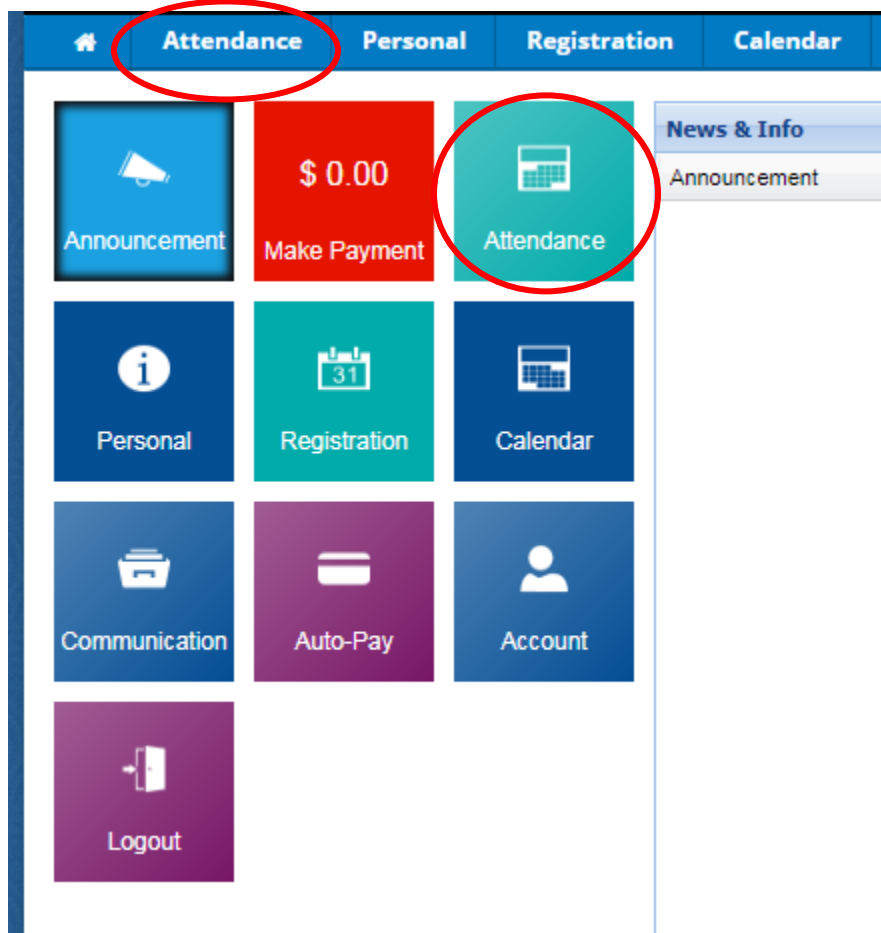 Attendance Personal Registration Calendar
News & Info
Announcement
$ 0.00
Announcement Make Payment Attendance
31
Personal Registration Calendar
Communication Auto-Pay Account
Logout